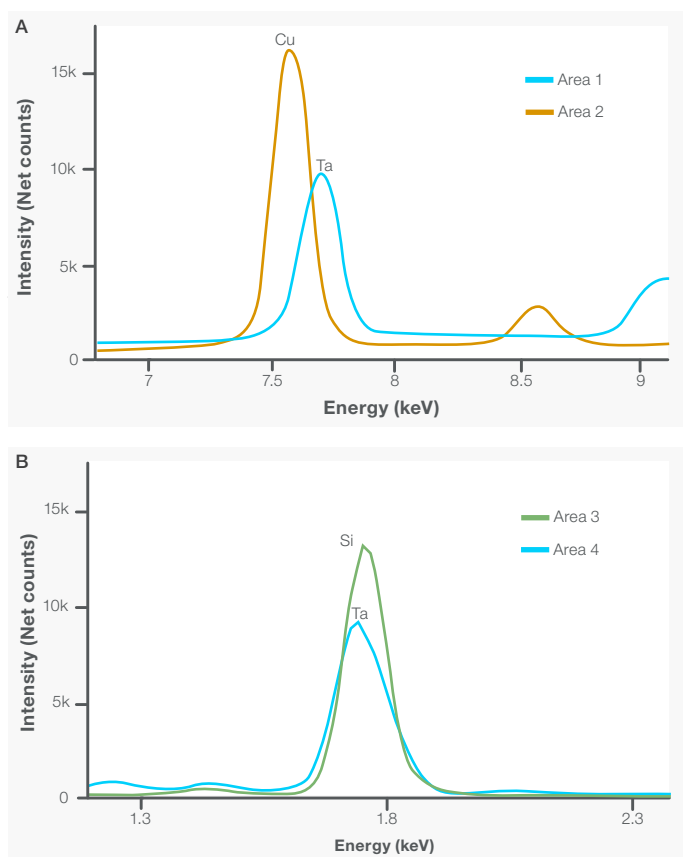 A
Cu
15k
Area 1
Area 2
Ta
10k
Intensity (Net counts)
5k
0
7
7.5
8
8.5
9
Energy (keV)
B
15k
Area 3
Si
Area 4
10k
Ta
Intensity (Net counts)
5k
0
1.3
1.8
2.3
Energy (keV)